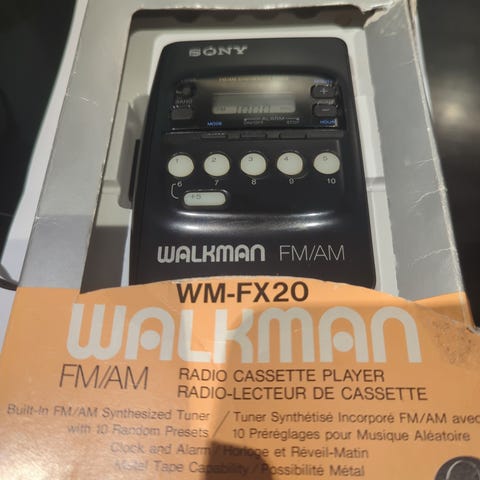 SONY
BAND
+
−
MODE
ALARM
HOUR
1 2 3 4 5
6 7 8 9 10
+5
WALKMAN FM/AM
WM-FX20
WALKMAN
FM/AM RADIO CASSETTE PLAYER
RADIO-LECTEUR DE CASSETTE
Built-In FM/AM Synthesized Tuner / Tuner Synthétisé Incorporé FM/AM avec
with 10 Random Presets / 10 Préréglages pour Musique Aléatoire
Clock and Alarm / Horloge et Réveil-Matin
Metal Tape Capability / Possibilité Métal